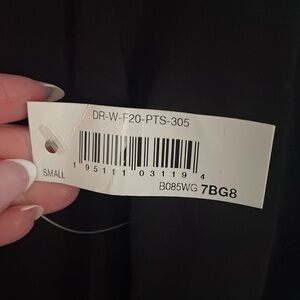 DR-W-F20-PTS-305
1 95111 03119 4
SMALL
B085WG 7BG8